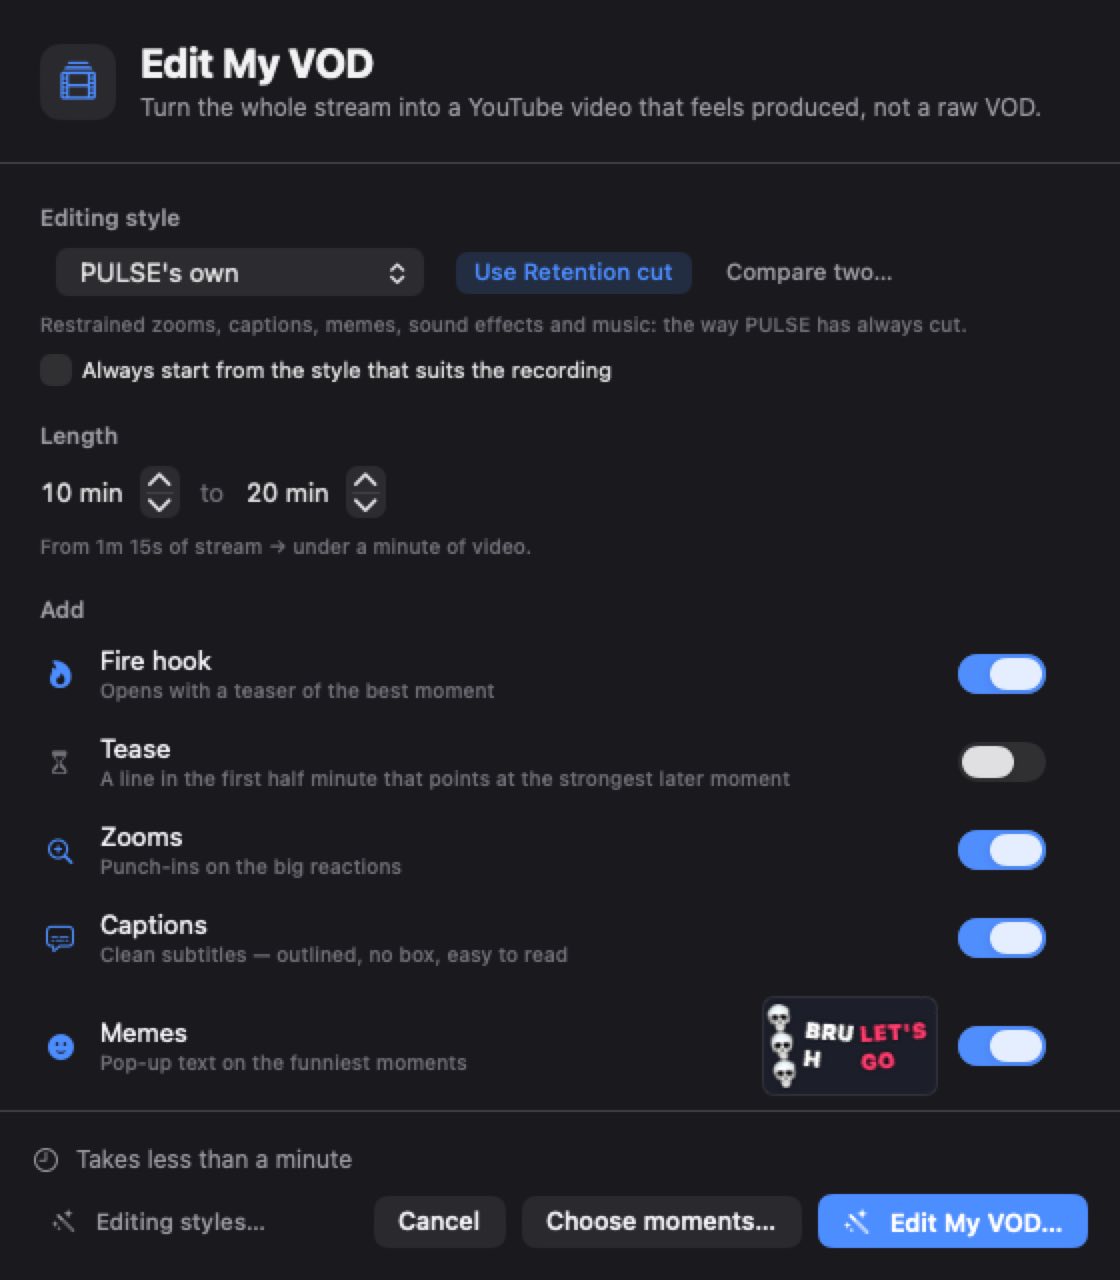 Edit My VOD
Turn the whole stream into a YouTube video that feels produced, not a raw VOD.
Editing style
PULSE's own
Use Retention cut
Compare two...
Restrained zooms, captions, memes, sound effects and music: the way PULSE has always cut.
Always start from the style that suits the recording
Length
10 min to 20 min
From 1m 15s of stream → under a minute of video.
Add
Fire hook
Opens with a teaser of the best moment
Tease
A line in the first half minute that points at the strongest later moment
Zooms
Punch-ins on the big reactions
Captions
Clean subtitles — outlined, no box, easy to read
Memes
Pop-up text on the funniest moments
BRU
H
LET'S
GO
Takes less than a minute
Editing styles...
Cancel
Choose moments...
Edit My VOD...